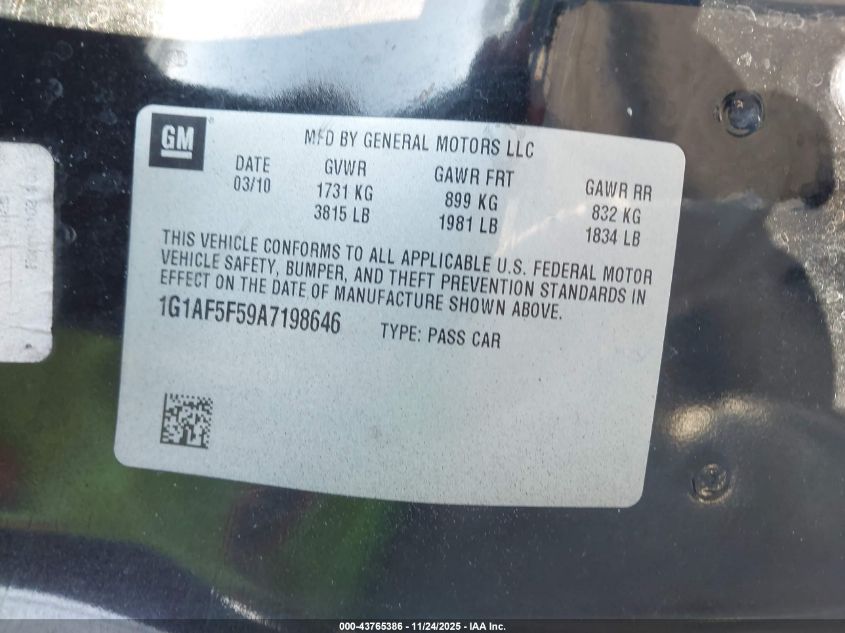 GM
MFD BY GENERAL MOTORS LLC
DATE GVWR GAWR FRT GAWR RR
03/10 1731 KG 899 KG 832 KG
3815 LB 1981 LB 1834 LB
THIS VEHICLE CONFORMS TO ALL APPLICABLE U.S. FEDERAL MOTOR
VEHICLE SAFETY, BUMPER, AND THEFT PREVENTION STANDARDS IN
EFFECT ON THE DATE OF MANUFACTURE SHOWN ABOVE.
1G1AF5F59A7198646 TYPE: PASS CAR
000-43765386 - 11/24/2025 - IAA Inc.